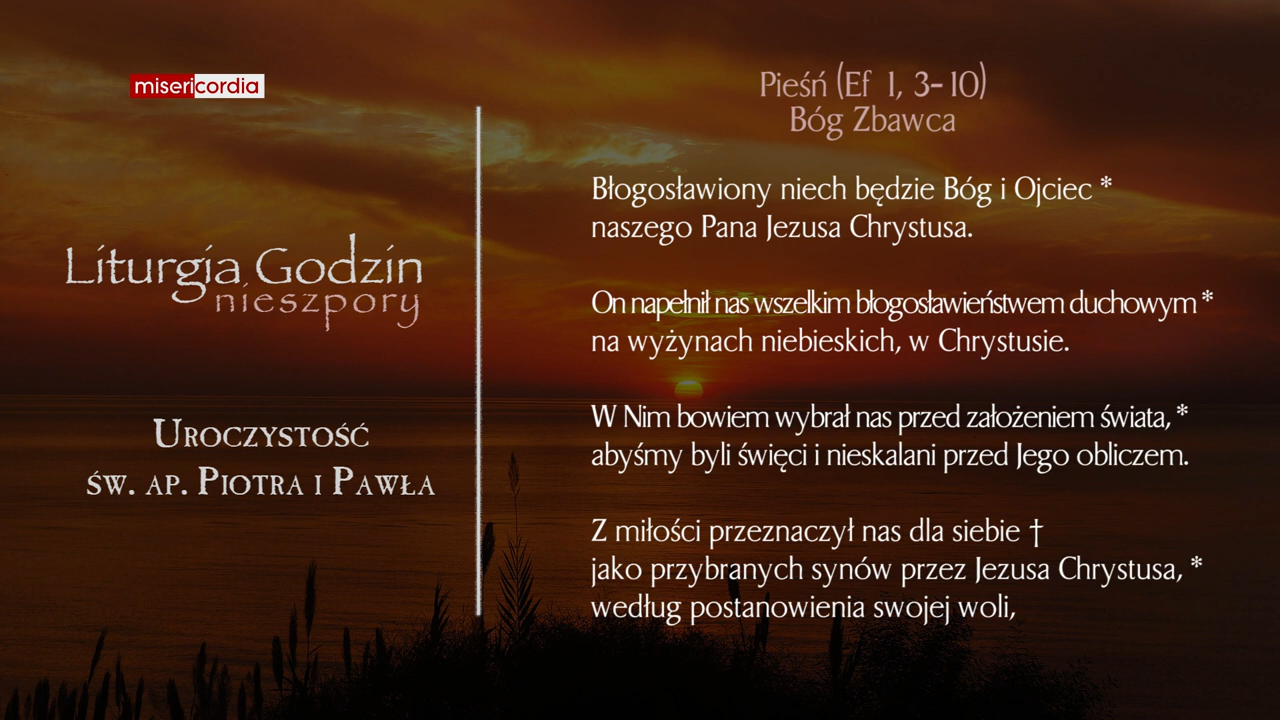 misericordia
Liturgia Godzin
nieszpory
Uroczystość
św. ap. Piotra i Pawła
Pieśń (Ef 1, 3-10)
Bóg Zbawca
Błogosławiony niech będzie Bóg i Ojciec *
naszego Pana Jezusa Chrystusa.
On napełnił nas wszelkim błogosławieństwem duchowym *
na wyżynach niebieskich, w Chrystusie.
W Nim bowiem wybrał nas przed założeniem świata, *
abyśmy byli święci i nieskalani przed Jego obliczem.
Z miłości przeznaczył nas dla siebie †
jako przybranych synów przez Jezusa Chrystusa, *
według postanowienia swojej woli,